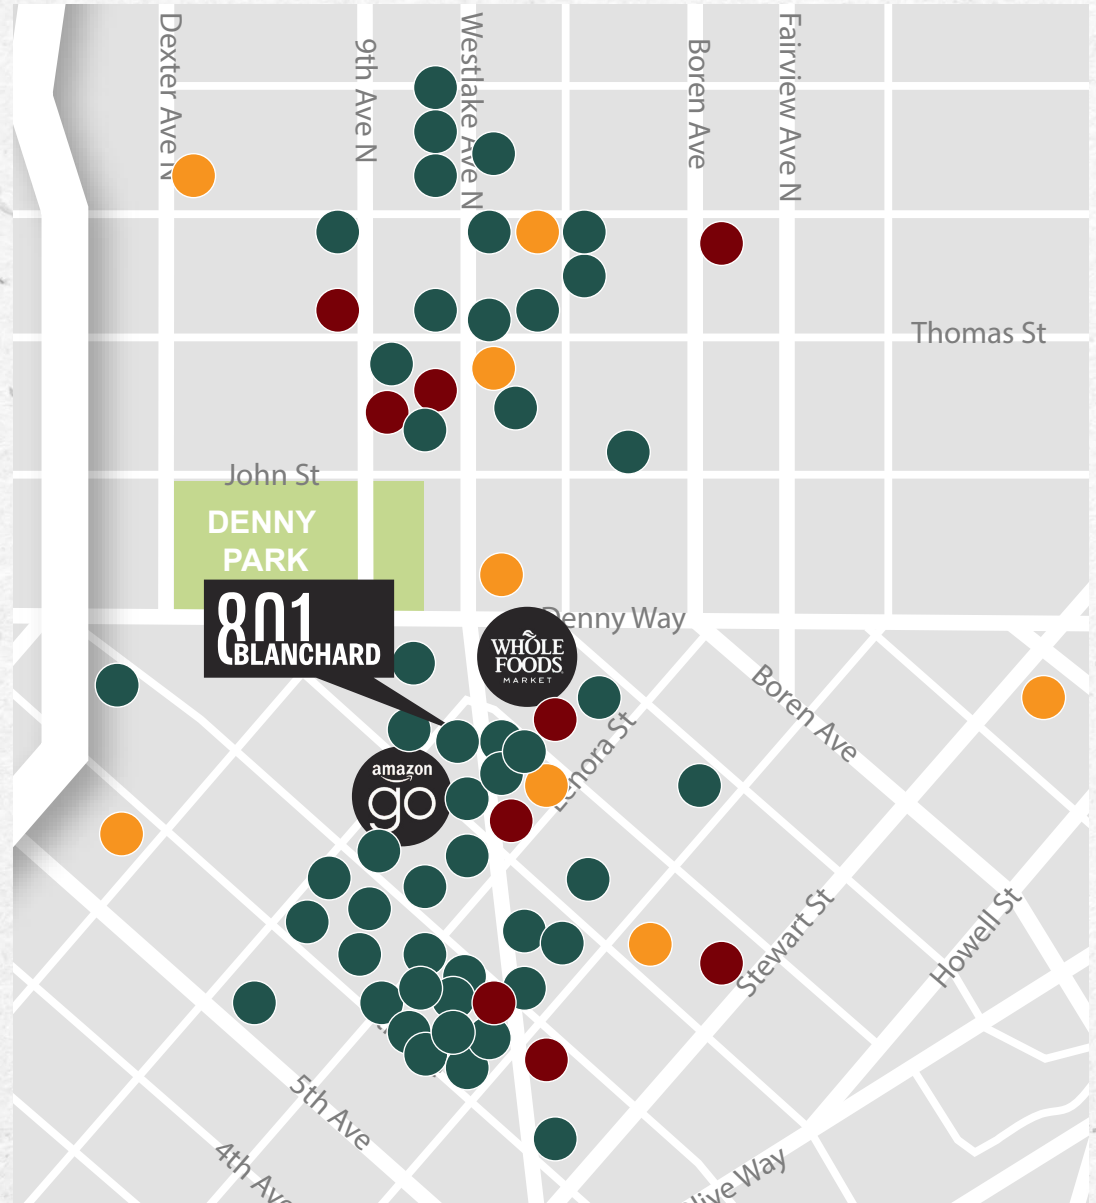 Dexter Ave N
9th Ave N
Westlake Ave N
Boren Ave
Fairview Ave N
Thomas St
John St
DENNY
PARK
801
BLANCHARD
Denny Way
WHOLE
FOODS
MARKET
Boren Ave
Lenora St
amazon
go
Stewart St
Howell St
5th Ave
4th Ave
live Way